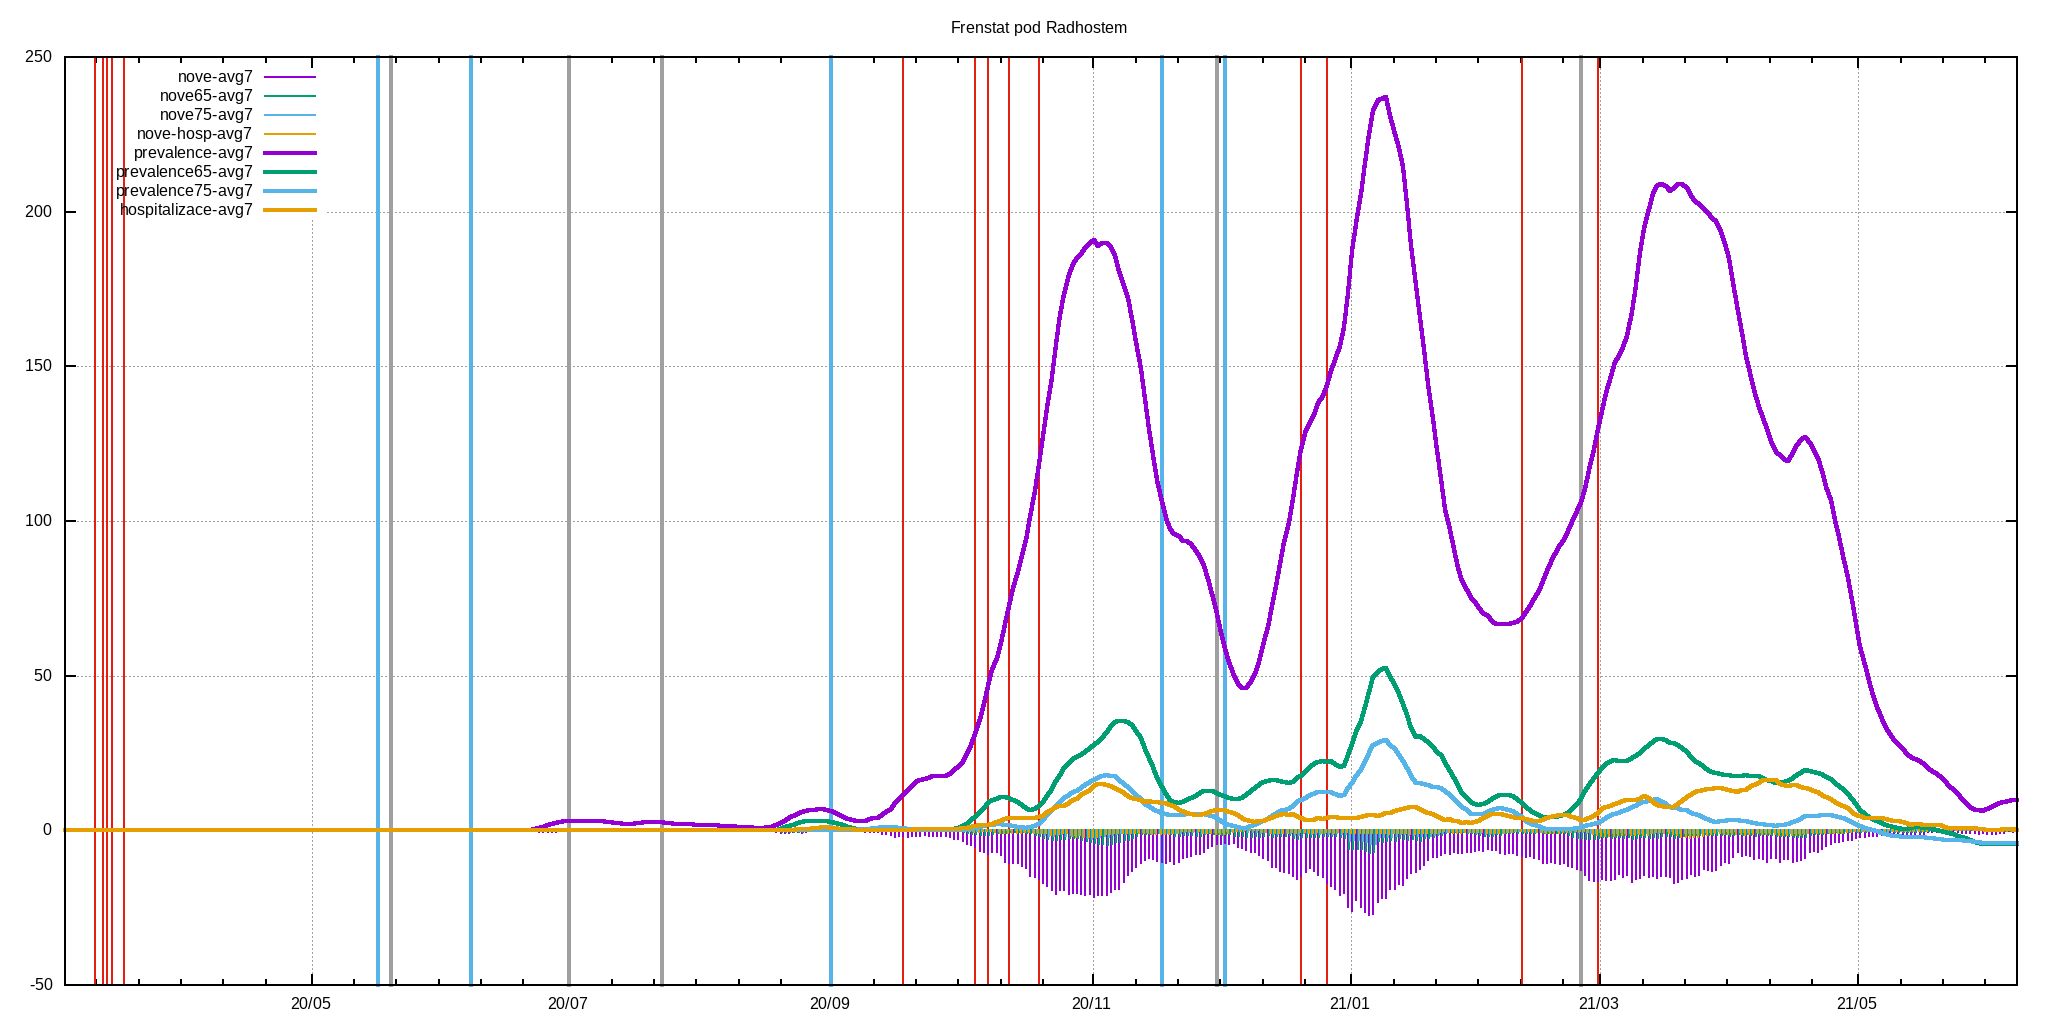 Frenstat pod Radhostem
250
200
150
100
50
0
-50
nove-avg7
nove65-avg7
nove75-avg7
nove-hosp-avg7
prevalence-avg7
prevalence65-avg7
prevalence75-avg7
hospitalizace-avg7
20/05 20/07 20/09 20/11 21/01 21/03 21/05